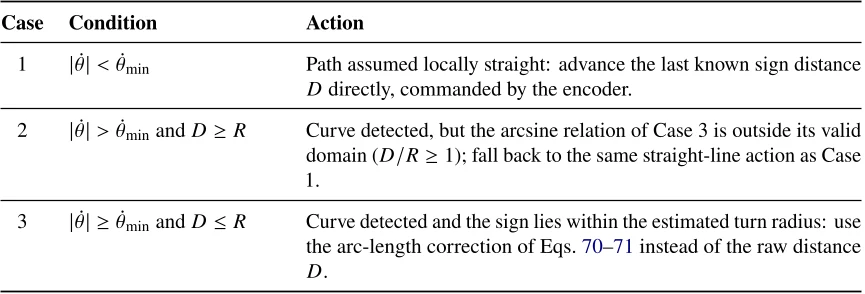 Case Condition Action
1 |θ̇| < θ̇min Path assumed locally straight: advance the last known sign distance
D directly, commanded by the encoder.
2 |θ̇| > θ̇min and D ≥ R Curve detected, but the arcsine relation of Case 3 is outside its valid
domain (D/R ≥ 1); fall back to the same straight-line action as Case
1.
3 |θ̇| ≥ θ̇min and D ≤ R Curve detected and the sign lies within the estimated turn radius: use
the arc-length correction of Eqs. 70–71 instead of the raw distance
D.